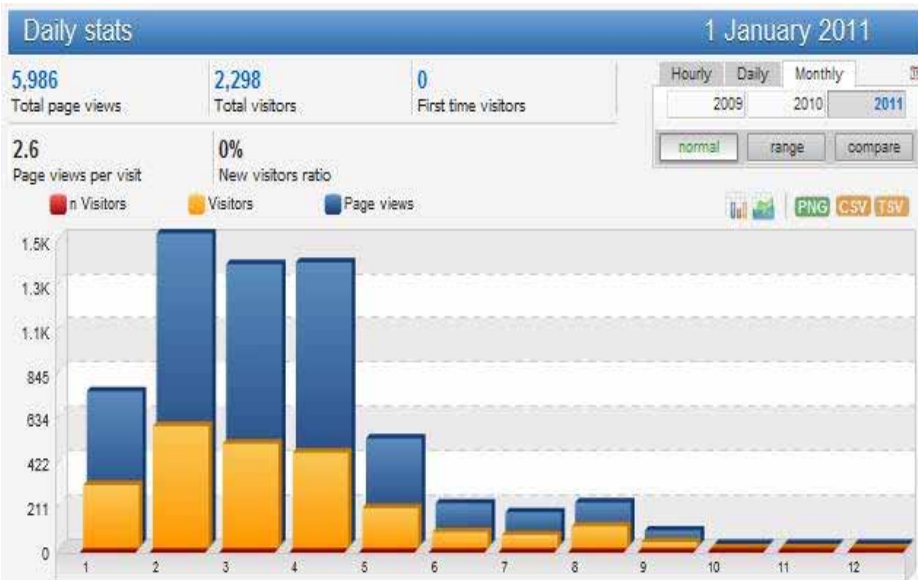 Daily stats 1 January 2011
5,986 2,298 0
Total page views Total visitors First time visitors
Hourly Daily Monthly
2009 2010 2011
normal range compare
2.6 0%
Page views per visit New visitors ratio
n Visitors Visitors Page views
PNG CSV TSV
1.5K
1.3K
1.1K
845
634
422
211
0
1 2 3 4 5 6 7 8 9 10 11 12